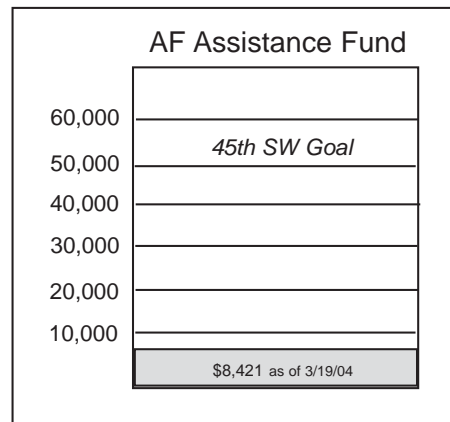 AF Assistance Fund
60,000
45th SW Goal
50,000
40,000
30,000
20,000
10,000
$8,421 as of 3/19/04